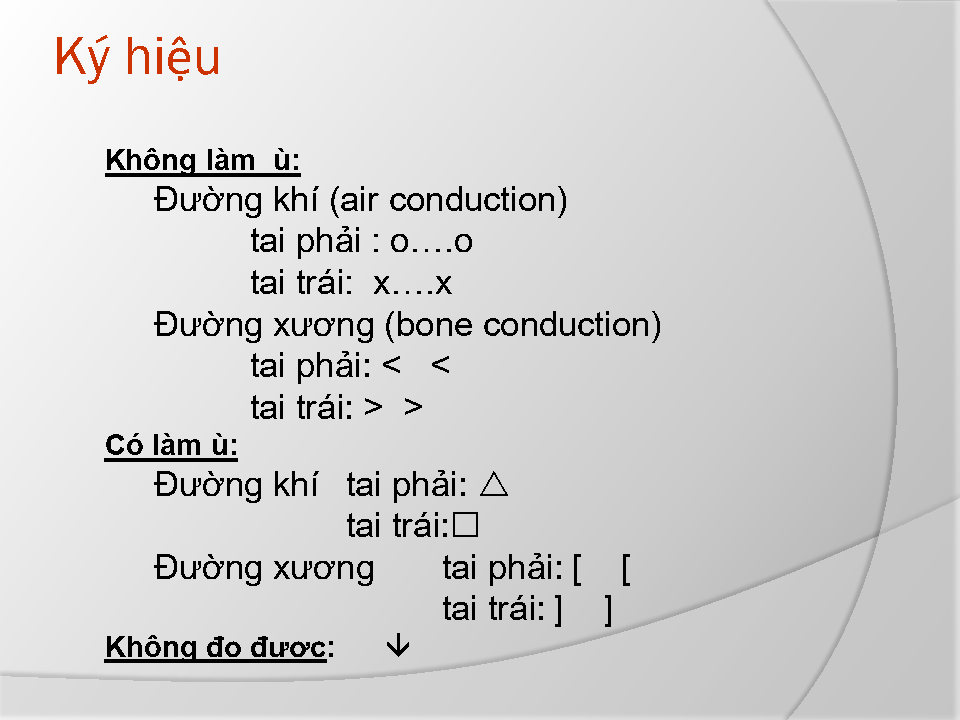 Ký hiệu
Không làm ù:
Đường khí (air conduction)
tai phải : o….o
tai trái: x….x
Đường xương (bone conduction)
tai phải: < <
tai trái: > >
Có làm ù:
Đường khí tai phải: △
tai trái:□
Đường xương tai phải: [ [
tai trái: ] ]
Không đo được: ↓